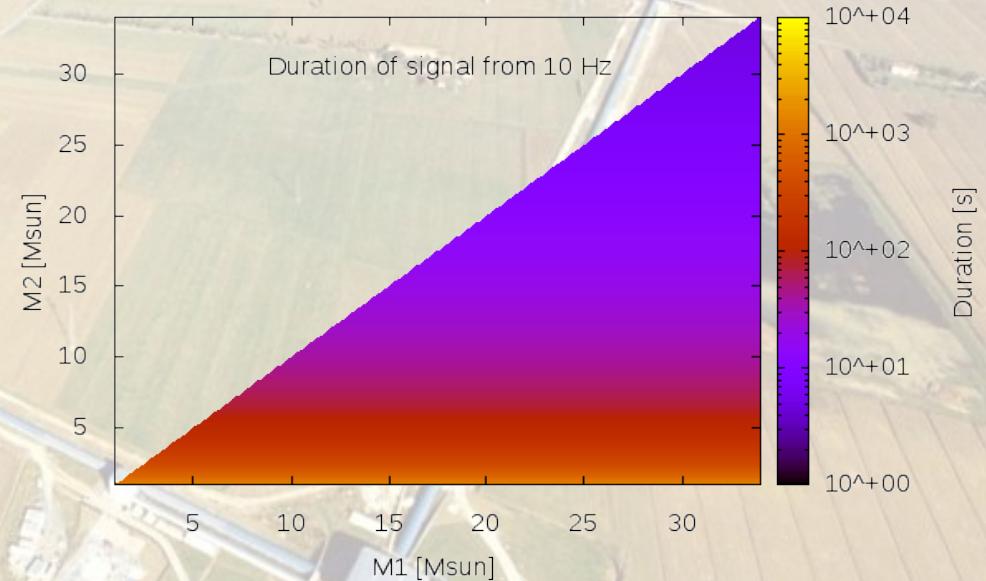 Duration of signal from 10 Hz
M2 [Msun]
30
25
20
15
10
5
5 10 15 20 25 30
M1 [Msun]
10^+04
10^+03
10^+02
10^+01
10^+00
Duration [s]